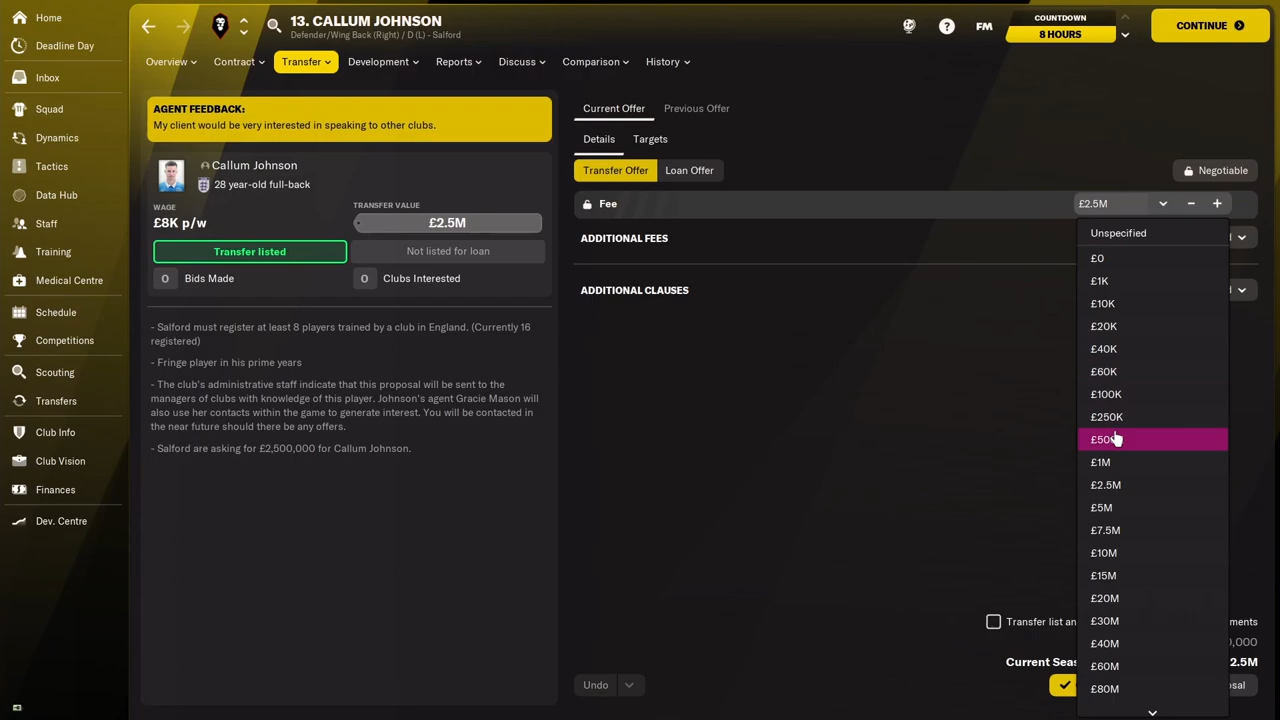 Home
Deadline Day
Inbox
Squad
Dynamics
Tactics
Data Hub
Staff
Training
Medical Centre
Schedule
Competitions
Scouting
Transfers
Club Info
Club Vision
Finances
Dev. Centre
13. CALLUM JOHNSON
Defender/Wing Back (Right) / D (L) - Salford
FM
COUNTDOWN
8 HOURS
CONTINUE
Overview
Contract
Transfer
Development
Reports
Discuss
Comparison
History
AGENT FEEDBACK:
My client would be very interested in speaking to other clubs.
Callum Johnson
28 year-old full-back
WAGE
£8K p/w
TRANSFER VALUE
£2.5M
Transfer listed
Not listed for loan
0 Bids Made
0 Clubs Interested
- Salford must register at least 8 players trained by a club in England. (Currently 16
registered)
- Fringe player in his prime years
- The club's administrative staff indicate that this proposal will be sent to the
managers of clubs with knowledge of this player. Johnson's agent Gracie Mason will
also use her contacts within the game to generate interest. You will be contacted in
the near future should there be any offers.
- Salford are asking for £2,500,000 for Callum Johnson.
Current Offer
Previous Offer
Details
Targets
Transfer Offer
Loan Offer
Negotiable
Fee
£2.5M
ADDITIONAL FEES
ADDITIONAL CLAUSES
Unspecified
£0
£1K
£10K
£20K
£40K
£60K
£100K
£250K
£50
£1M
£2.5M
£5M
£7.5M
£10M
£15M
£20M
£30M
£40M
£60M
£80M
Transfer list
Current
Undo